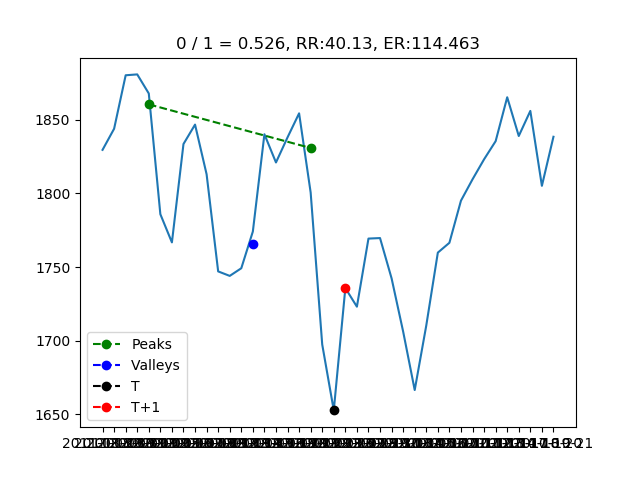 0 / 1 = 0.526, RR:40.13, ER:114.463
1850
1800
1750
1700
1650
Peaks
Valleys
T
T+1